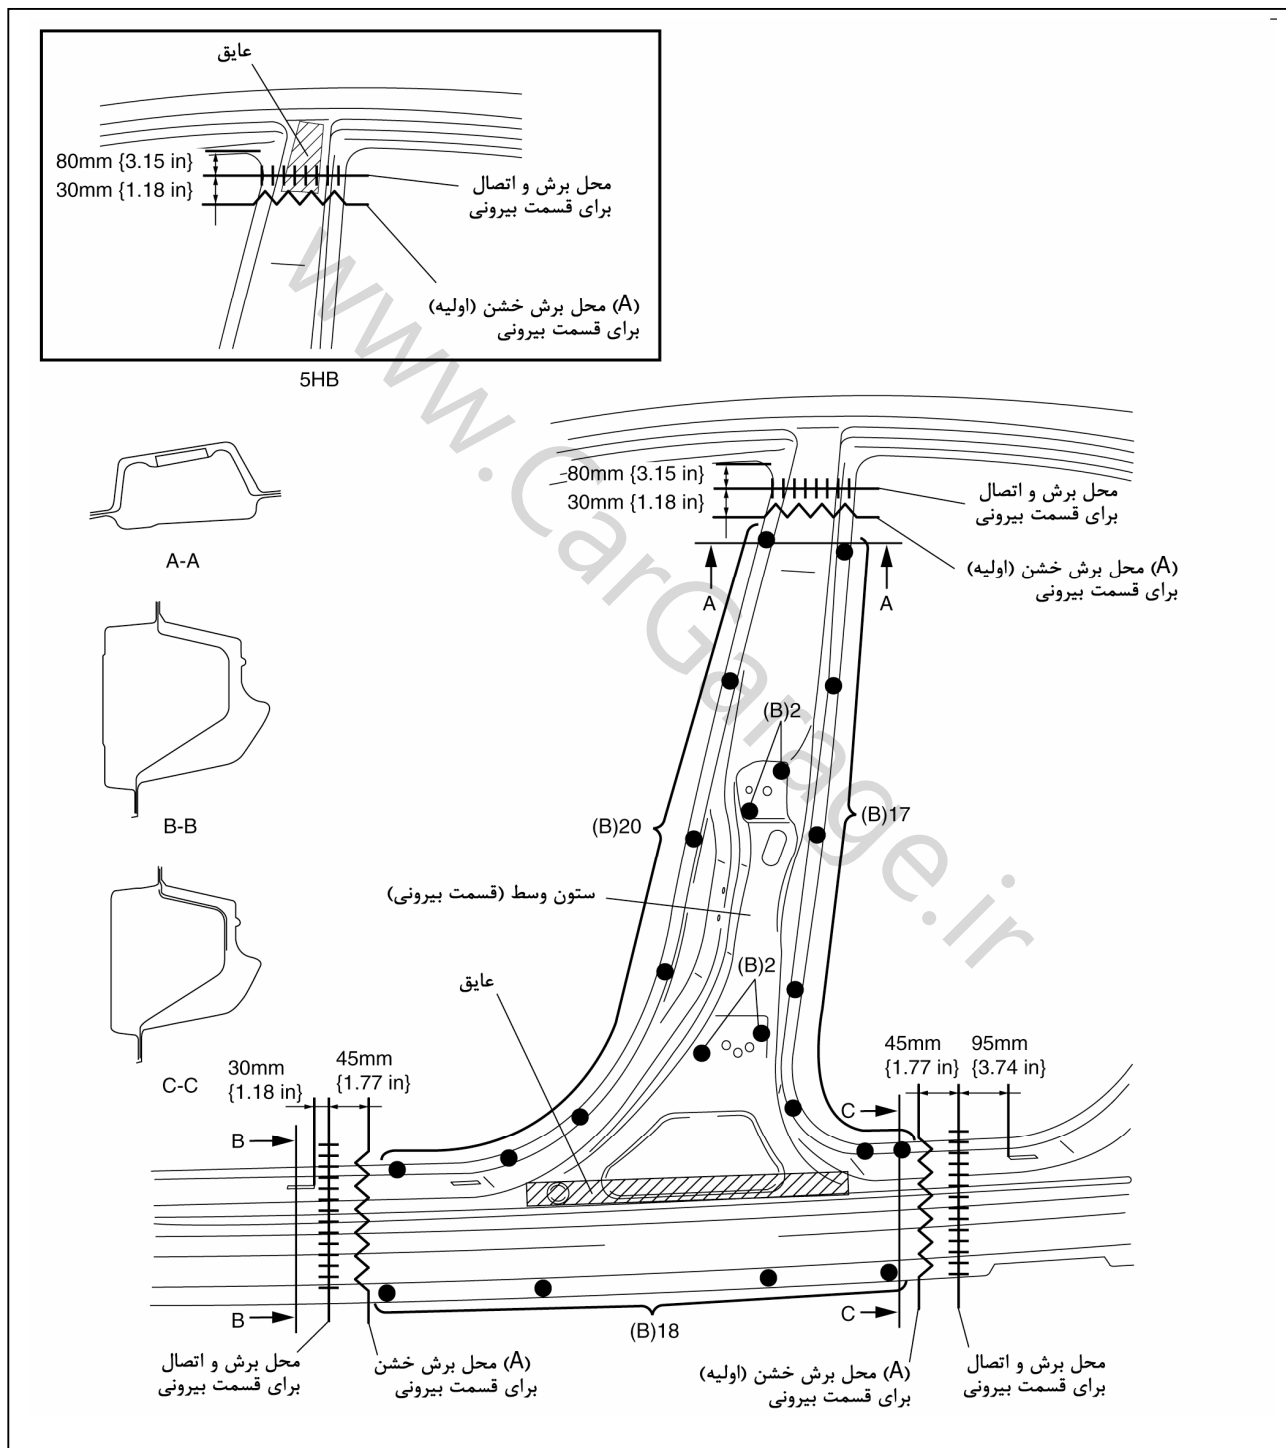 عایق
80mm {3.15 in}
30mm {1.18 in}
محل برش و اتصال
برای قسمت بیرونی
(A) محل برش خشن (اولیه)
برای قسمت بیرونی
5HB
www.CarGarage.ir
80mm {3.15 in}
30mm {1.18 in}
محل برش و اتصال
برای قسمت بیرونی
(A) محل برش خشن (اولیه)
برای قسمت بیرونی
A-A
A
A
B-B
(B)2
(B)20
(B)17
ستون وسط (قسمت بیرونی)
(B)2
عایق
C-C
30mm
{1.18 in}
45mm
{1.77 in}
45mm
{1.77 in}
95mm
{3.74 in}
B
C
B
C
(B)18
محل برش و اتصال
برای قسمت بیرونی
(A) محل برش خشن
برای قسمت بیرونی
(A) محل برش خشن (اولیه)
برای قسمت بیرونی
محل برش و اتصال
برای قسمت بیرونی